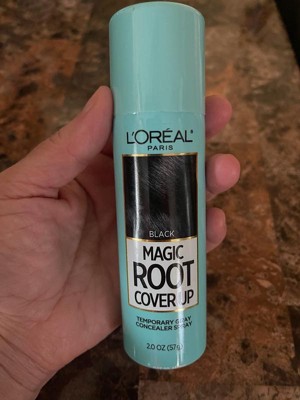 L'ORÉAL
PARIS
BLACK
MAGIC
ROOT
COVER UP
TEMPORARY GRAY
CONCEALER SPRAY
2.0 OZ (57g)